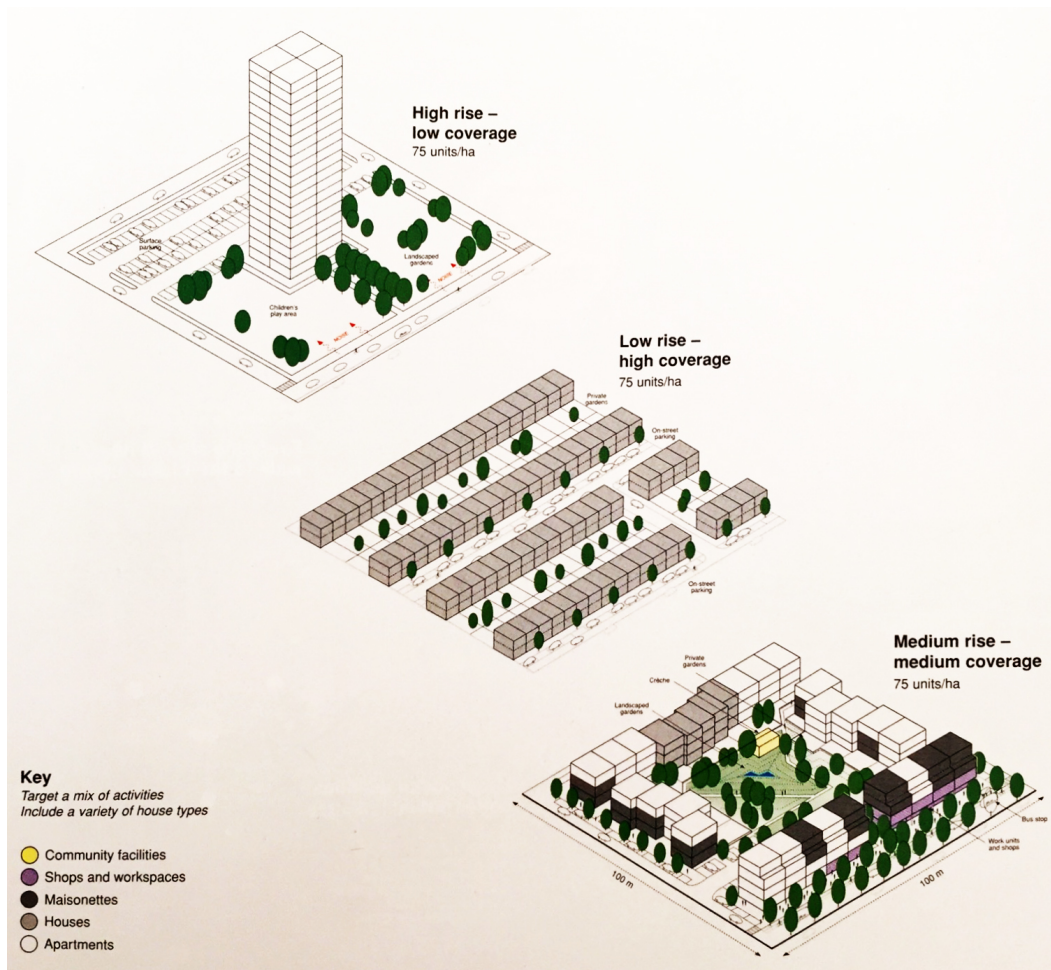 High rise –
low coverage
75 units/ha
Surface
parking
Landscaped
gardens
NOISE
Children's
play area
NOISE
Low rise –
high coverage
75 units/ha
Private
gardens
On-street
parking
On-street
parking
Medium rise –
medium coverage
75 units/ha
Private
gardens
Crèche
Landscaped
gardens
Bus stop
Work units
and shops
100 m
100 m
Key
Target a mix of activities
Include a variety of house types
Community facilities
Shops and workspaces
Maisonettes
Houses
Apartments